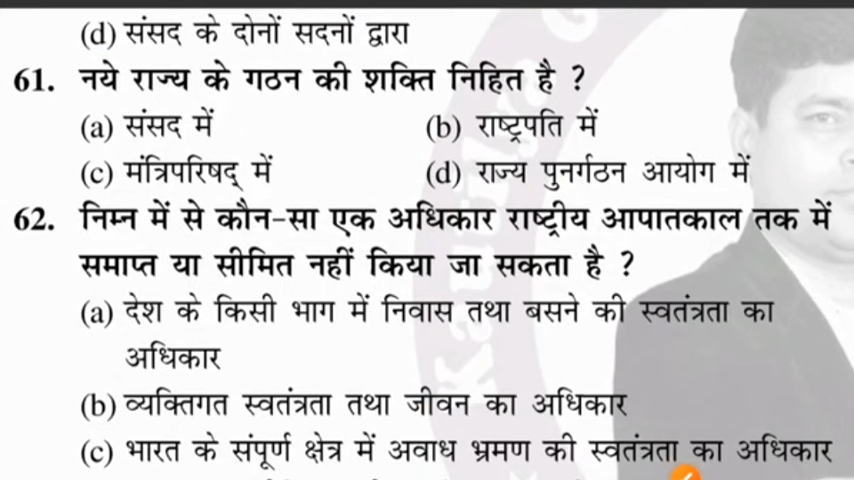 (d) संसद के दोनों सदनों द्वारा
61. नये राज्य के गठन की शक्ति निहित है ?
(a) संसद में (b) राष्ट्रपति में
(c) मंत्रिपरिषद् में (d) राज्य पुनर्गठन आयोग में
62. निम्न में से कौन-सा एक अधिकार राष्ट्रीय आपातकाल तक में
समाप्त या सीमित नहीं किया जा सकता है ?
(a) देश के किसी भाग में निवास तथा बसने की स्वतंत्रता का
अधिकार
(b) व्यक्तिगत स्वतंत्रता तथा जीवन का अधिकार
(c) भारत के संपूर्ण क्षेत्र में अवाध भ्रमण की स्वतंत्रता का अधिकार